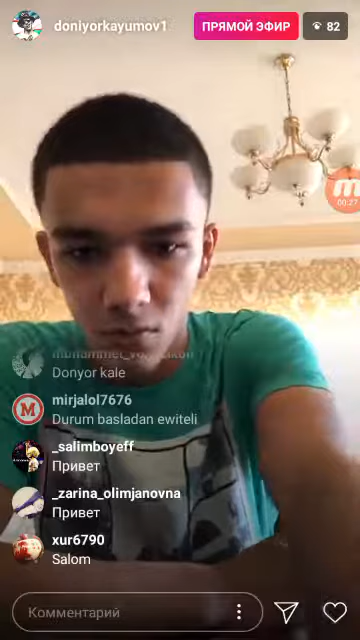 doniyorkayumov1
ПРЯМОЙ ЭФИР
82
00:27
Donyor kale
mirjalol7676
Durum basladan ewiteli
_salimboyeff
Привет
_zarina_olimjanovna
Привет
xur6790
Salom
Комментарий